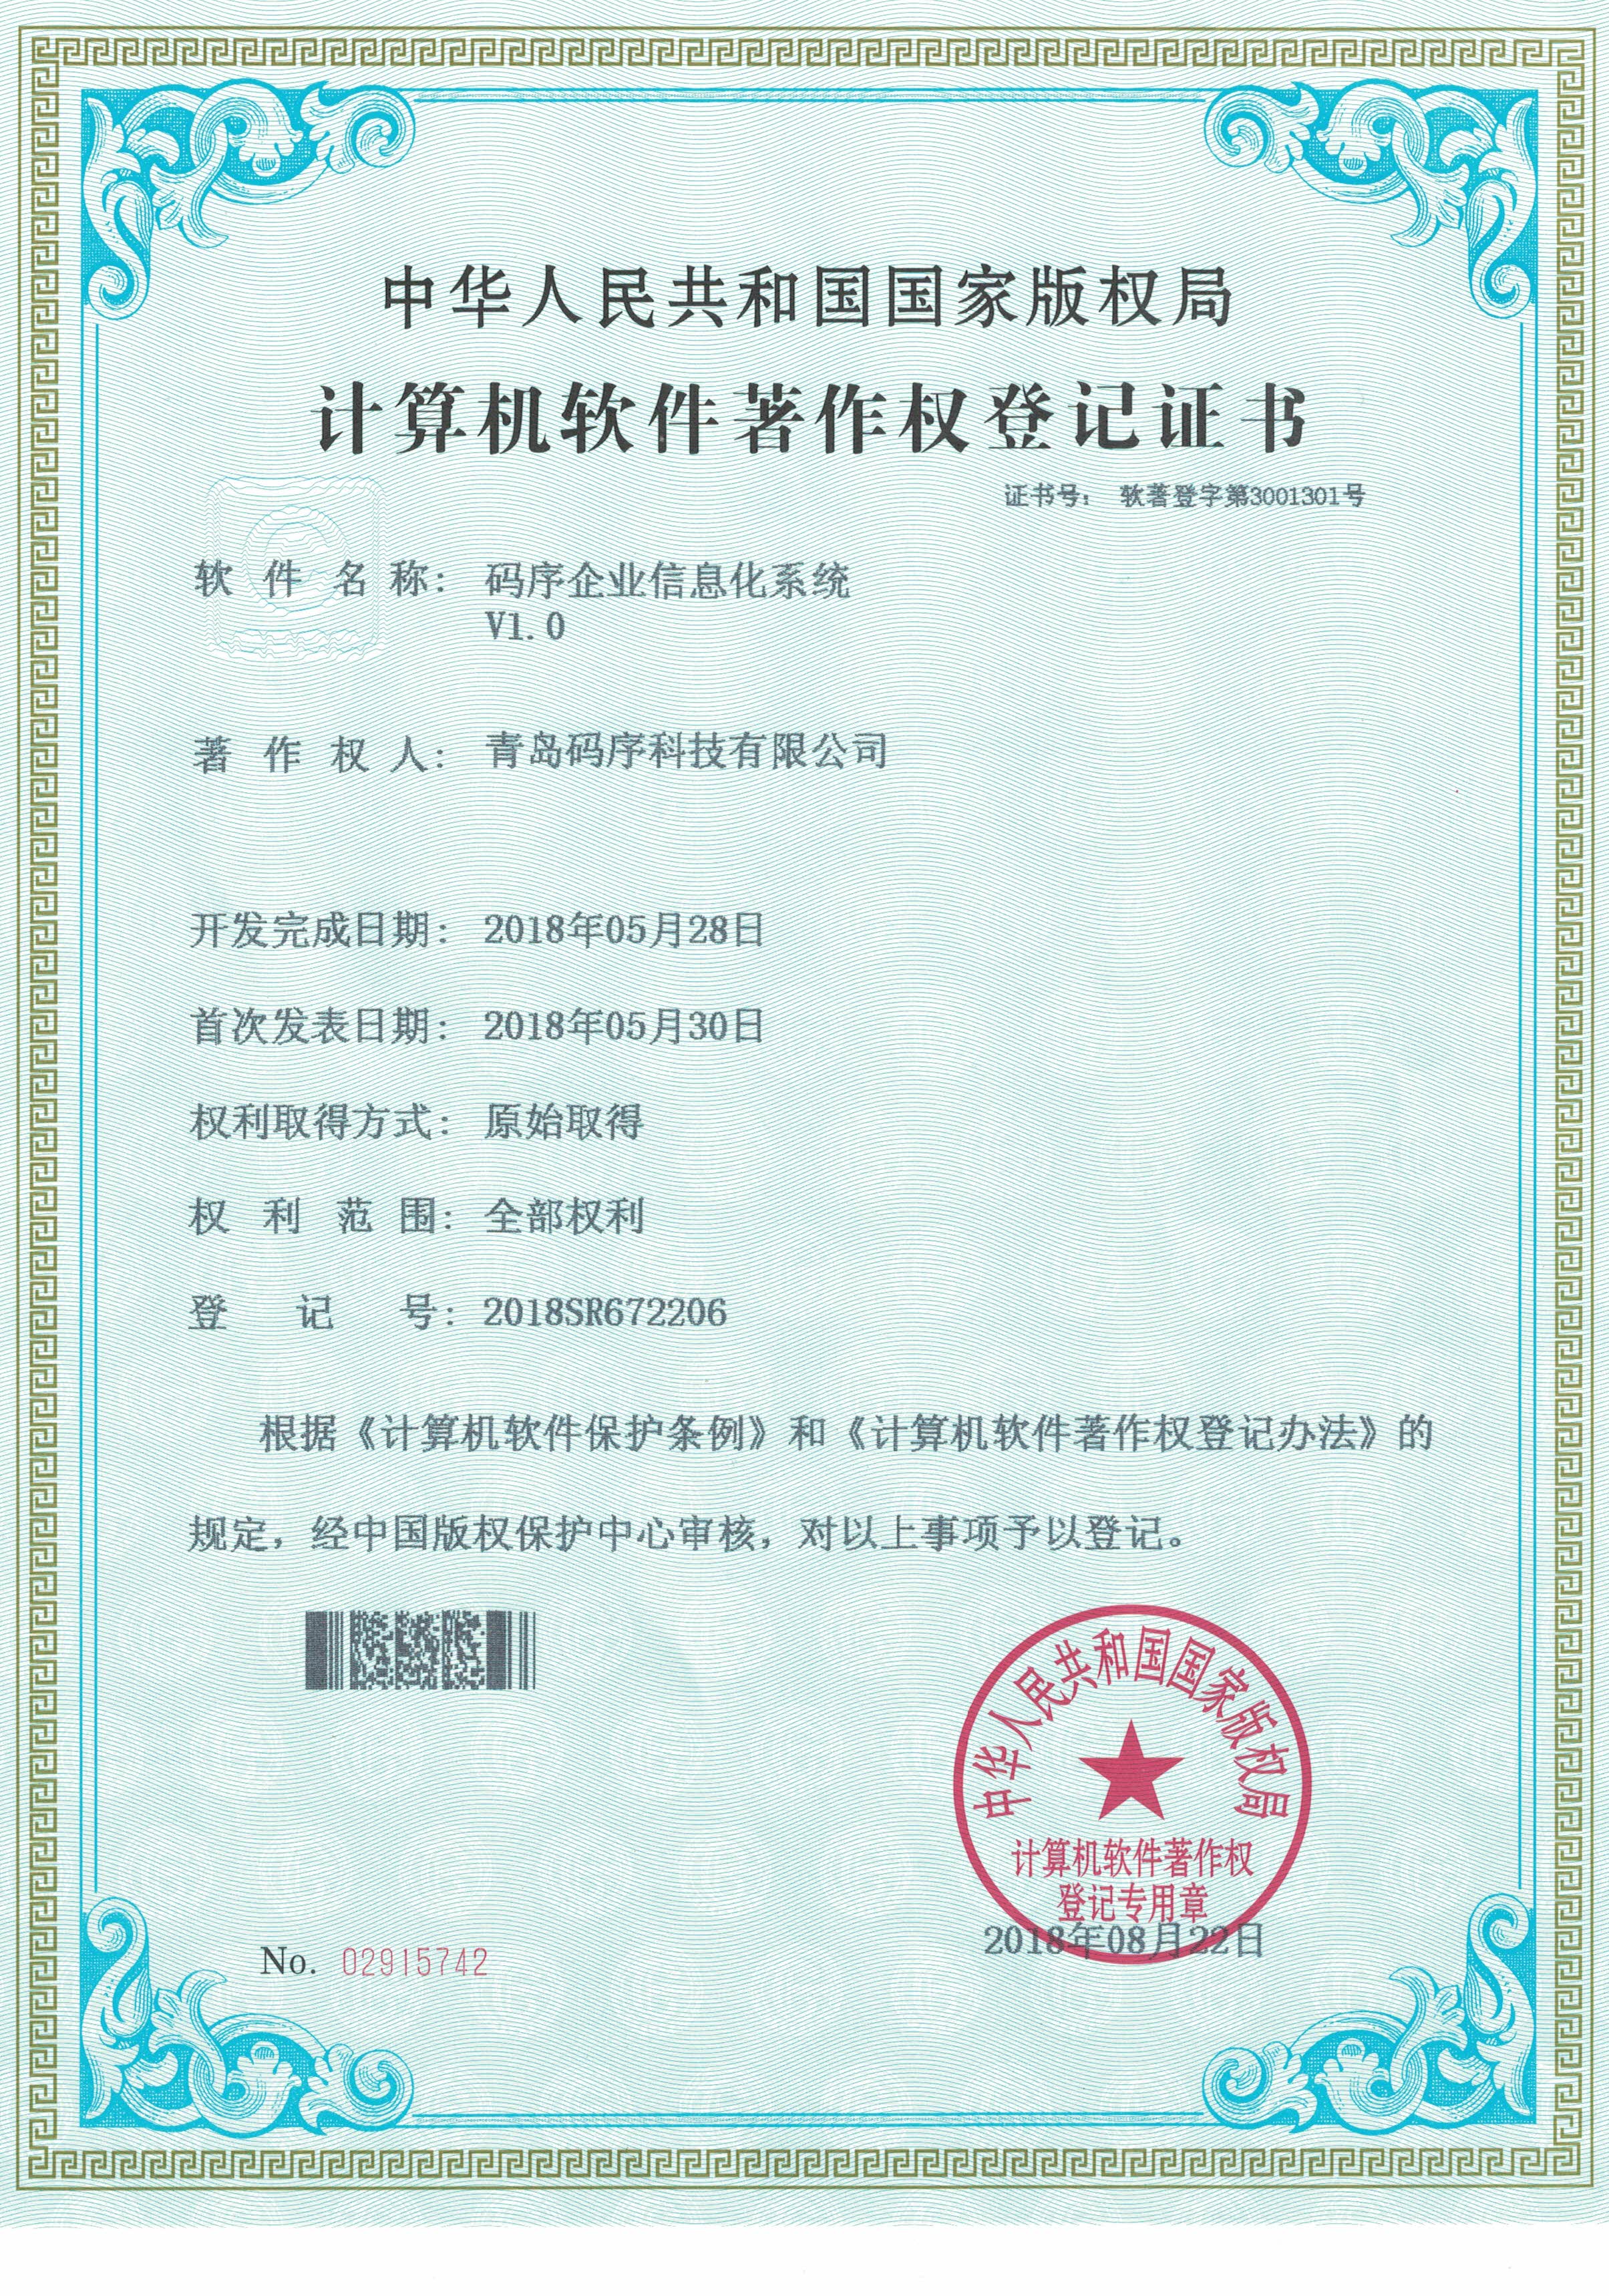 中华人民共和国国家版权局
计算机软件著作权登记证书
证书号： 软著登字第3001301号
软件名称： 码序企业信息化系统
V1.0
著作权人： 青岛码序科技有限公司
开发完成日期： 2018年05月28日
首次发表日期： 2018年05月30日
权利取得方式： 原始取得
权利范围： 全部权利
登记号： 2018SR672206
根据《计算机软件保护条例》和《计算机软件著作权登记办法》的
规定，经中国版权保护中心审核，对以上事项予以登记。
中华人民共和国国家版权局
计算机软件著作权
登记专用章
2018年08月22日
No. 02915742